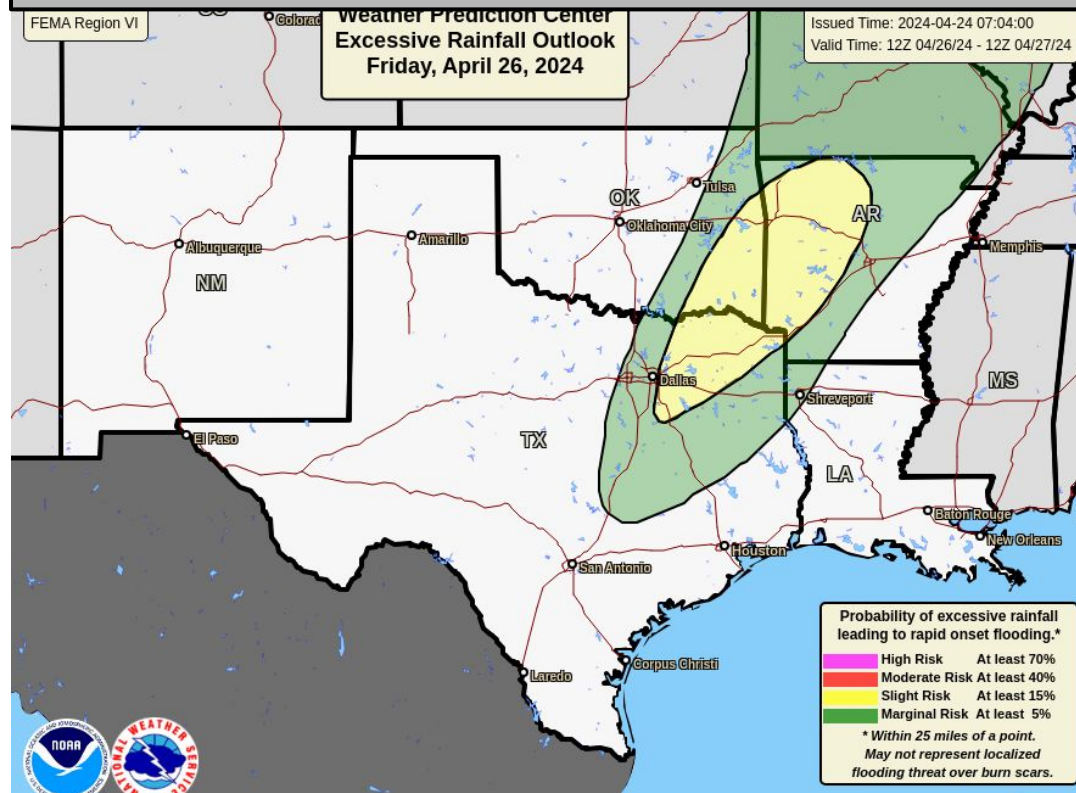 FEMA Region VI
Weather Prediction Center
Excessive Rainfall Outlook
Friday, April 26, 2024
Issued Time: 2024-04-24 07:04:00
Valid Time: 12Z 04/26/24 - 12Z 04/27/24
Tulsa
OK
Oklahoma City
AR
Albuquerque
Amarillo
Memphis
NM
Dallas
MS
Shreveport
El Paso
TX
LA
Baton Rouge
New Orleans
Houston
San Antonio
Corpus Christi
Laredo
Probability of excessive rainfall
leading to rapid onset flooding.*
High Risk At least 70%
Moderate Risk At least 40%
Slight Risk At least 15%
Marginal Risk At least 5%
* Within 25 miles of a point.
May not represent localized
flooding threat over burn scars.
NOAA
NATIONAL WEATHER SERVICE